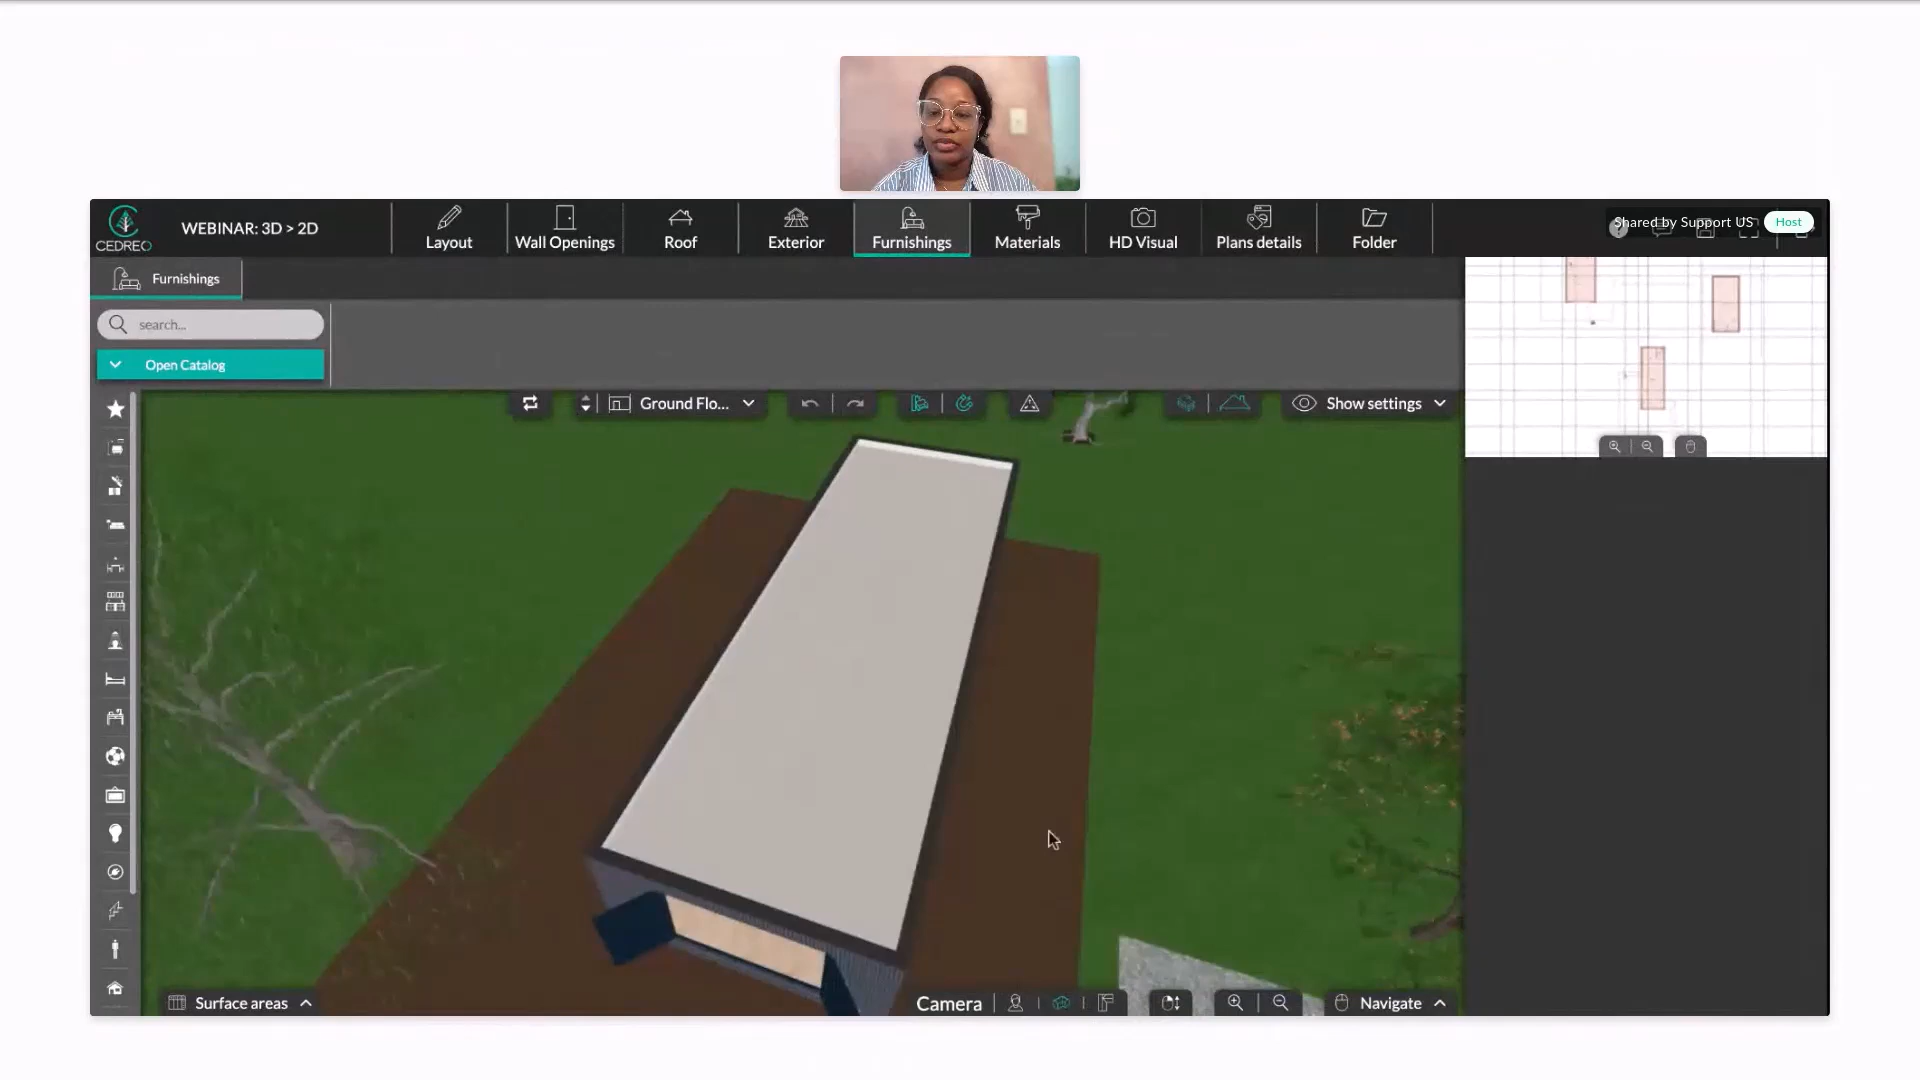 CEDREO
WEBINAR: 3D > 2D
Layout
Wall Openings
Roof
Exterior
Furnishings
Materials
HD Visual
Plans details
Folder
Shared by Support US
Host
Furnishings
search...
Open Catalog
Ground Flo...
Show settings
Surface areas
Camera
Navigate